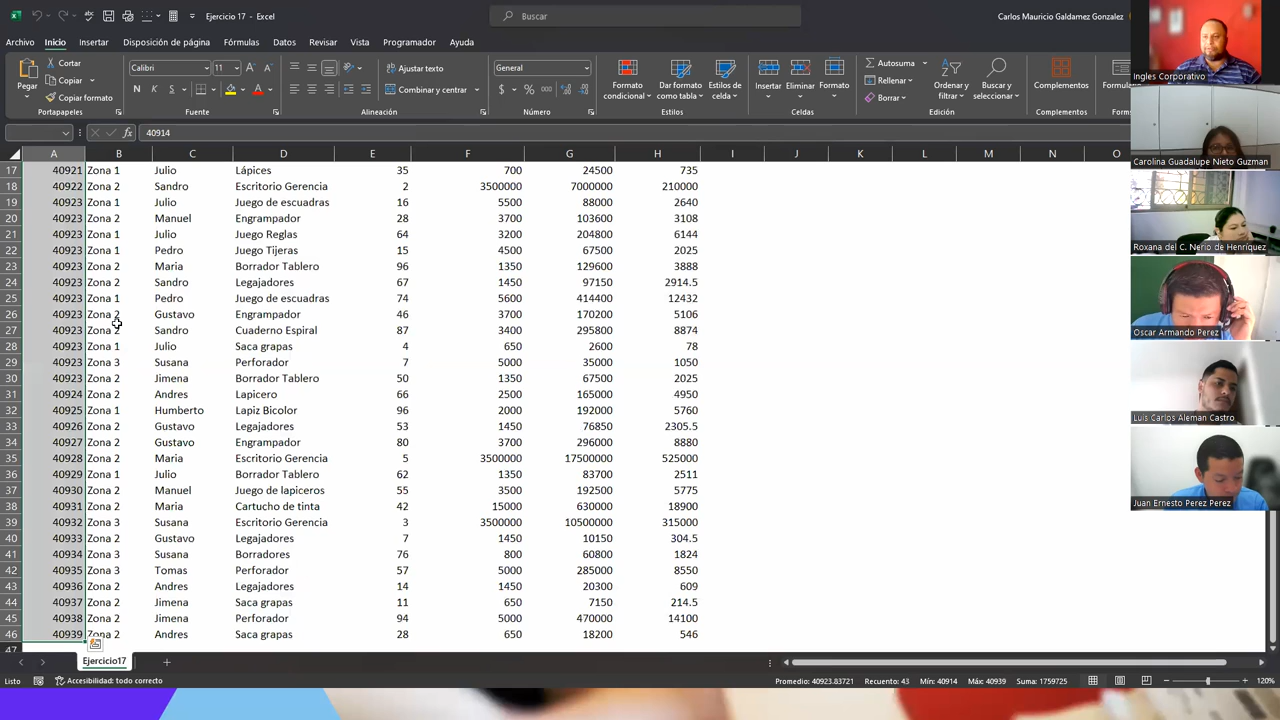 Ejercicio 17 - Excel
Buscar
Carlos Mauricio Galdamez Gonzalez
Archivo Inicio Insertar Disposición de página Fórmulas Datos Revisar Vista Programador Ayuda
Pegar
Cortar
Copiar
Copiar formato
Portapapeles
Calibri 11
N K S
Fuente
Ajustar texto
Combinar y centrar
Alineación
General
$ % 000
Número
Formato condicional
Dar formato como tabla
Estilos de celda
Estilos
Insertar Eliminar Formato
Celdas
Autosuma
Rellenar
Borrar
Ordenar y filtrar
Buscar y seleccionar
Edición
Complementos
Complementos
40914
A B C D E F G H I J K L M N O
17 40921 Zona 1 Julio Lápices 35 700 24500 735
18 40922 Zona 2 Sandro Escritorio Gerencia 2 3500000 7000000 210000
19 40923 Zona 1 Julio Juego de escuadras 16 5500 88000 2640
20 40923 Zona 2 Manuel Engrampador 28 3700 103600 3108
21 40923 Zona 1 Julio Juego Reglas 64 3200 204800 6144
22 40923 Zona 1 Pedro Juego Tijeras 15 4500 67500 2025
23 40923 Zona 2 Maria Borrador Tablero 96 1350 129600 3888
24 40923 Zona 2 Sandro Legajadores 67 1450 97150 2914.5
25 40923 Zona 1 Pedro Juego de escuadras 74 5600 414400 12432
26 40923 Zona 2 Gustavo Engrampador 46 3700 170200 5106
27 40923 Zona 2 Sandro Cuaderno Espiral 87 3400 295800 8874
28 40923 Zona 1 Julio Saca grapas 4 650 2600 78
29 40923 Zona 3 Susana Perforador 7 5000 35000 1050
30 40923 Zona 2 Jimena Borrador Tablero 50 1350 67500 2025
31 40924 Zona 2 Andres Lapicero 66 2500 165000 4950
32 40925 Zona 1 Humberto Lapiz Bicolor 96 2000 192000 5760
33 40926 Zona 2 Gustavo Legajadores 53 1450 76850 2305.5
34 40927 Zona 2 Gustavo Engrampador 80 3700 296000 8880
35 40928 Zona 2 Maria Escritorio Gerencia 5 3500000 17500000 525000
36 40929 Zona 1 Julio Borrador Tablero 62 1350 83700 2511
37 40930 Zona 2 Manuel Juego de lapiceros 55 3500 192500 5775
38 40931 Zona 2 Maria Cartucho de tinta 42 15000 630000 18900
39 40932 Zona 3 Susana Escritorio Gerencia 3 3500000 10500000 315000
40 40933 Zona 2 Gustavo Legajadores 7 1450 10150 304.5
41 40934 Zona 3 Susana Borradores 76 800 60800 1824
42 40935 Zona 3 Tomas Perforador 57 5000 285000 8550
43 40936 Zona 2 Andres Legajadores 14 1450 20300 609
44 40937 Zona 2 Jimena Saca grapas 11 650 7150 214.5
45 40938 Zona 2 Jimena Perforador 94 5000 470000 14100
46 40939 Zona 2 Andres Saca grapas 28 650 18200 546
47
Ejercicio17
Listo
Accesibilidad: todo correcto
Promedio: 40923.83721 Recuento: 43 Mín: 40914 Máx: 40939 Suma: 1759725
120%
Ingles Corporativo
Carolina Guadalupe Nieto Guzman
Roxana del C. Nerio de Henríquez
Oscar Armando Perez
Luis Carlos Aleman Castro
Juan Ernesto Perez Perez